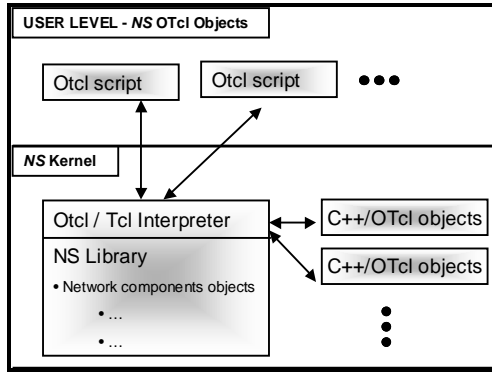 USER LEVEL - NS OTcl Objects
Otcl script
Otcl script
NS Kernel
Otcl / Tcl Interpreter
NS Library
• Network components objects
• ...
• ...
C++/OTcl objects
C++/OTcl objects